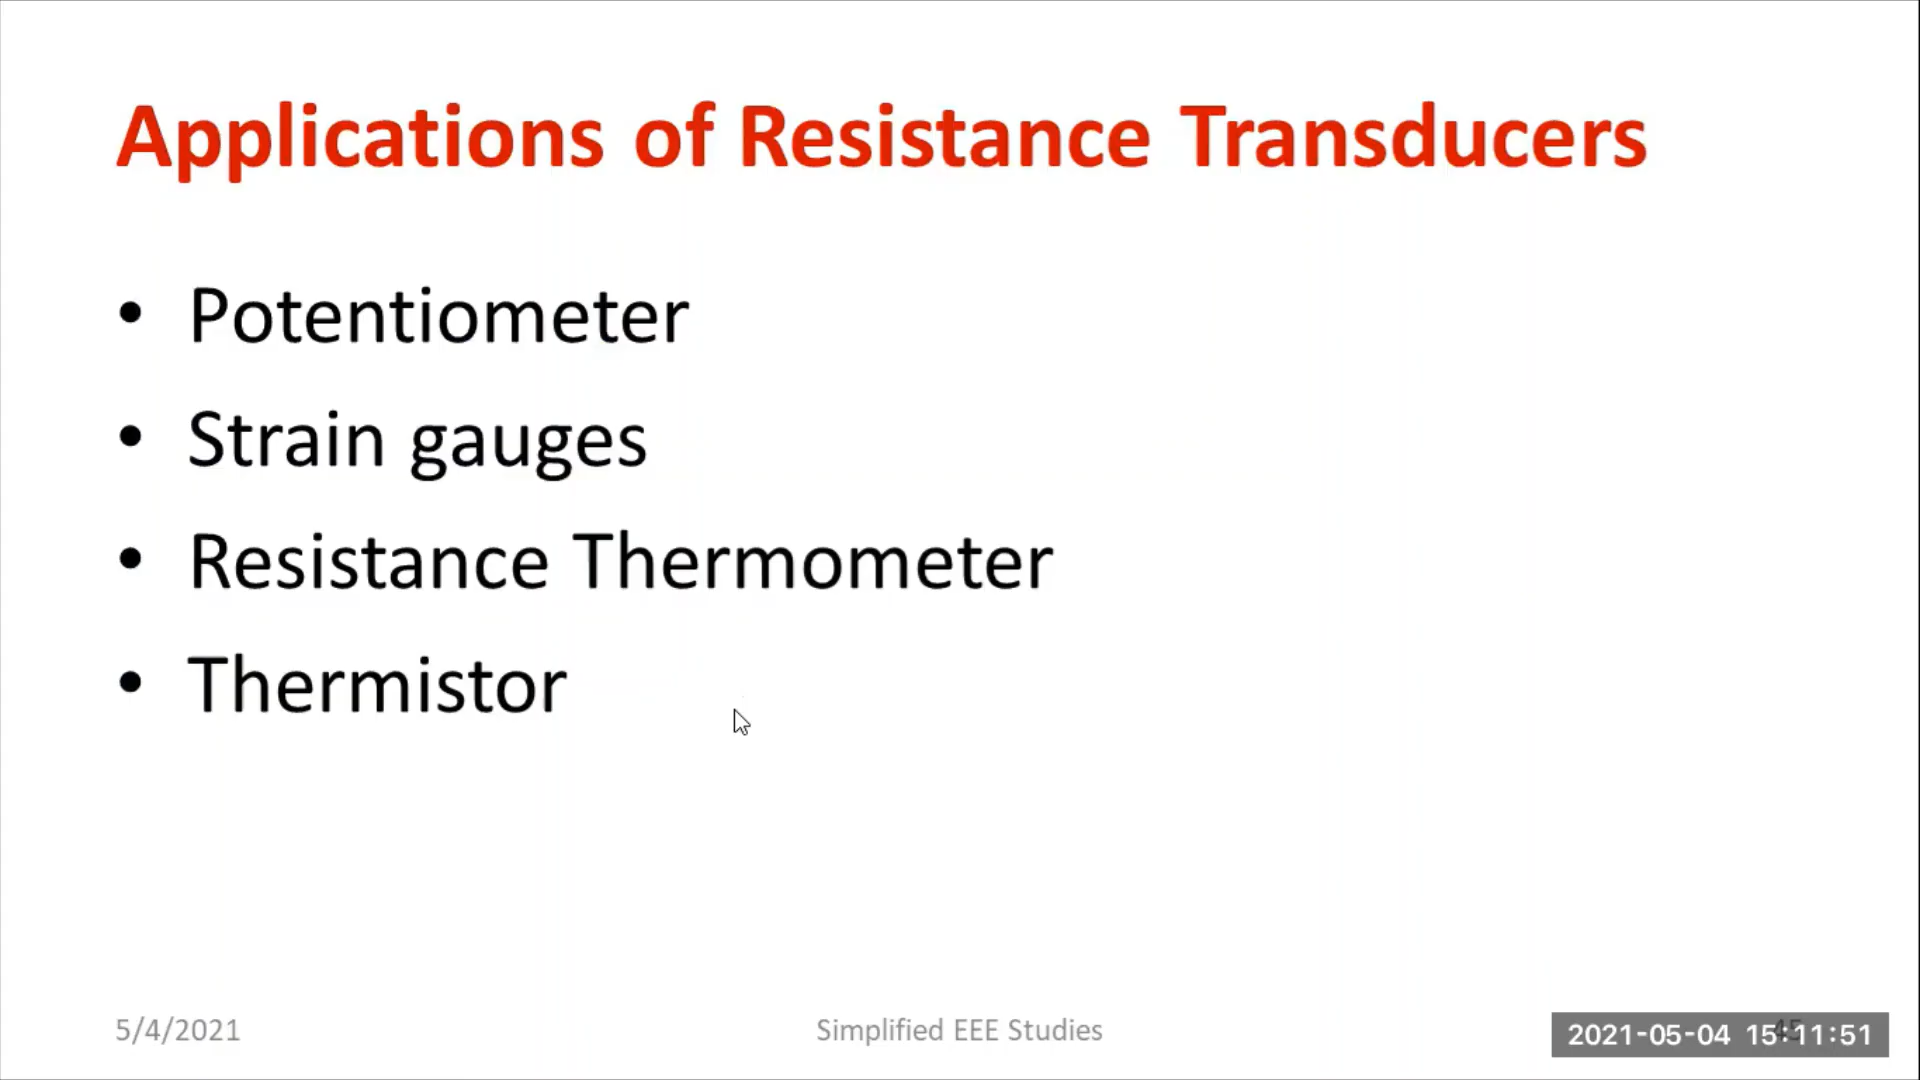 Applications of Resistance Transducers
• Potentiometer
• Strain gauges
• Resistance Thermometer
• Thermistor
5/4/2021
Simplified EEE Studies
2021-05-04 15:11:51